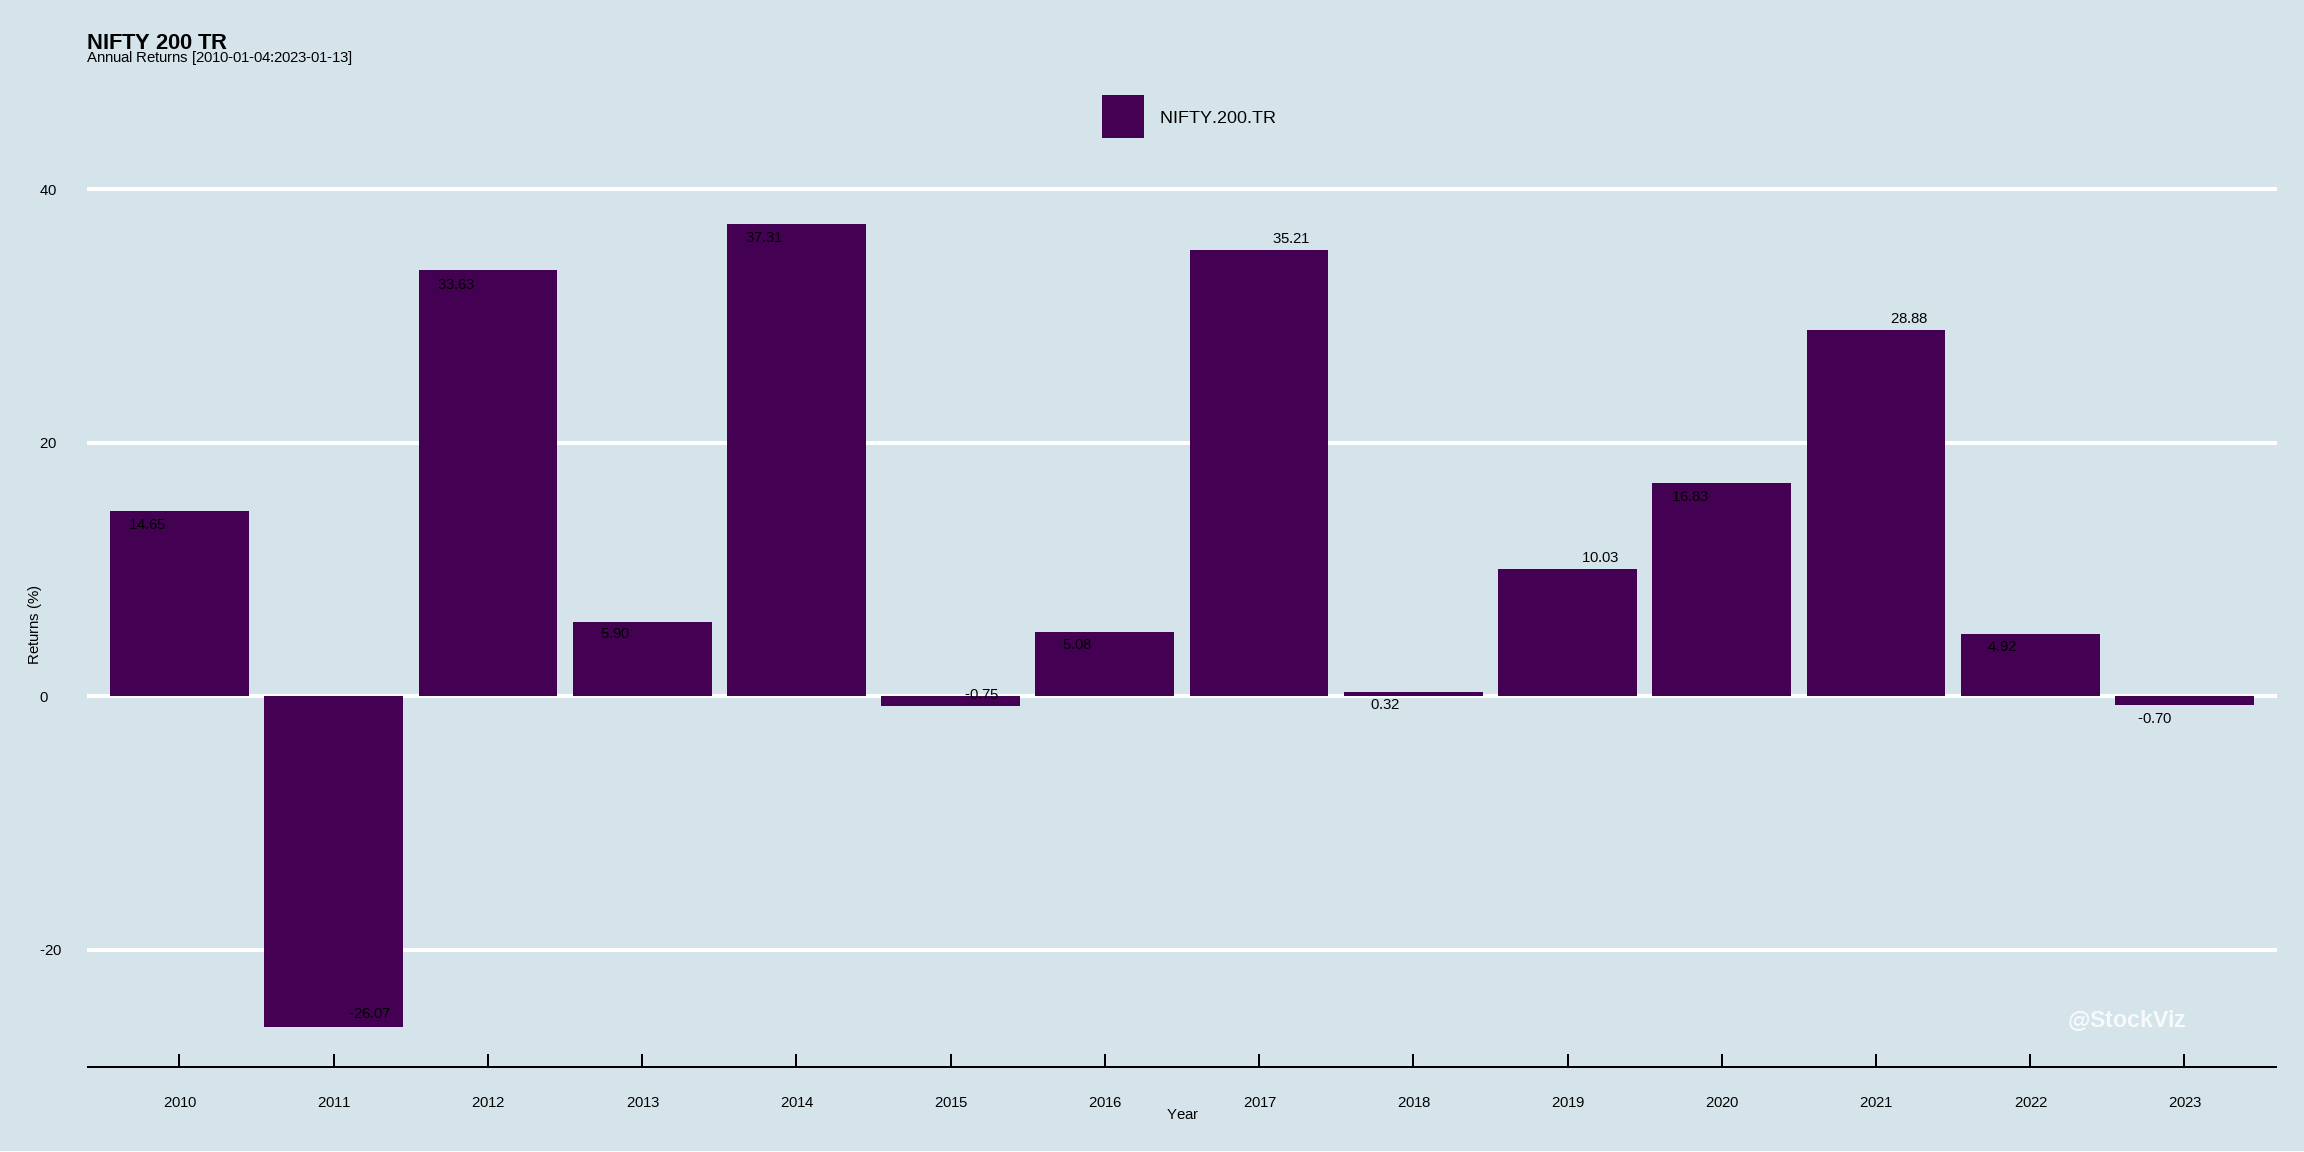 NIFTY 200 TR
Annual Returns [2010-01-04:2023-01-13]
NIFTY.200.TR
40
20
0
-20
Returns (%)
14.65
-26.07
33.63
5.90
37.31
-0.75
5.08
35.21
0.32
10.03
16.83
28.88
4.92
-0.70
@StockViz
2010 2011 2012 2013 2014 2015 2016 2017 2018 2019 2020 2021 2022 2023
Year